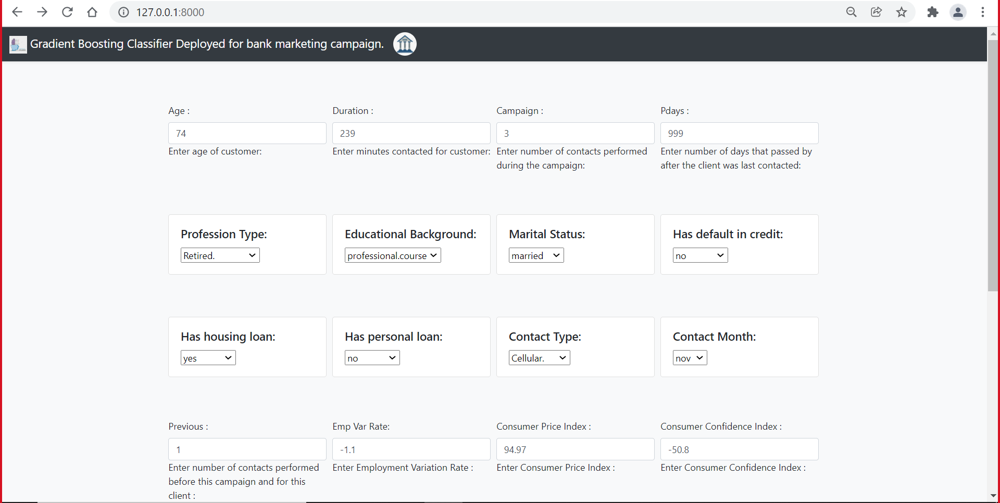 127.0.0.1:8000
Gradient Boosting Classifier Deployed for bank marketing campaign.
Age :
Duration :
Campaign :
Pdays :
74
239
3
999
Enter age of customer:
Enter minutes contacted for customer:
Enter number of contacts performed
during the campaign:
Enter number of days that passed by
after the client was last contacted:
Profession Type:
Retired.
Educational Background:
professional.course
Marital Status:
married
Has default in credit:
no
Has housing loan:
yes
Has personal loan:
no
Contact Type:
Cellular.
Contact Month:
nov
Previous :
Emp Var Rate:
Consumer Price Index :
Consumer Confidence Index :
1
-1.1
94.97
-50.8
Enter number of contacts performed
before this campaign and for this
client :
Enter Employment Variation Rate :
Enter Consumer Price Index :
Enter Consumer Confidence Index :